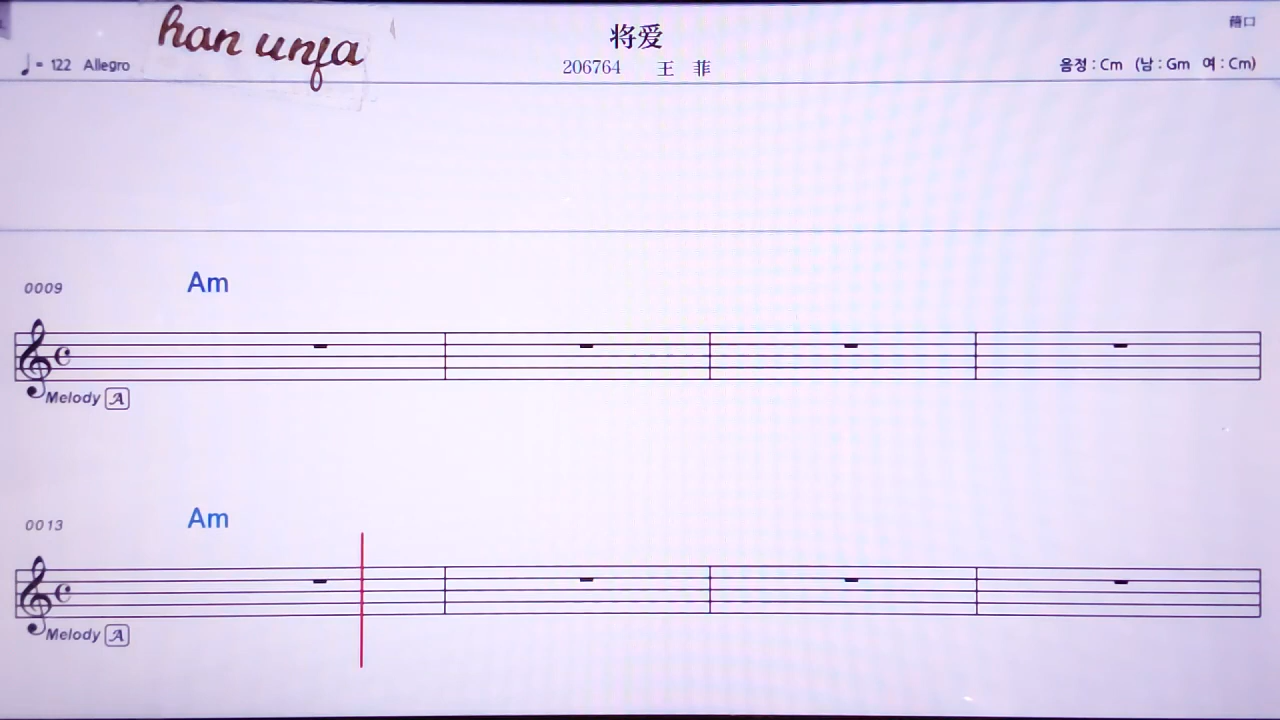 han unfa
将爱
♩ = 122 Allegro
206764 王 菲
음정 : Cm (남 : Gm 여 : Cm)
0009 Am
Melody A
0013 Am
Melody A